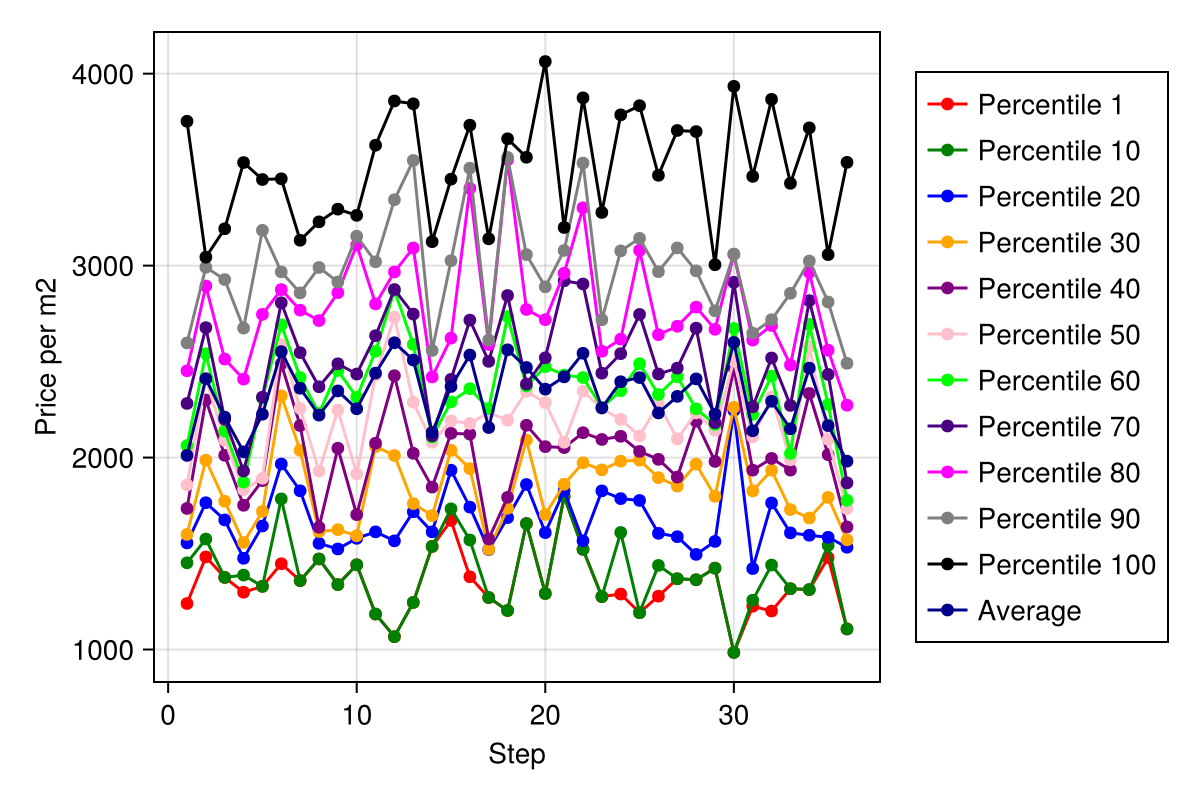 4000
3000
2000
1000
Price per m2
0 10 20 30
Step
Percentile 1
Percentile 10
Percentile 20
Percentile 30
Percentile 40
Percentile 50
Percentile 60
Percentile 70
Percentile 80
Percentile 90
Percentile 100
Average